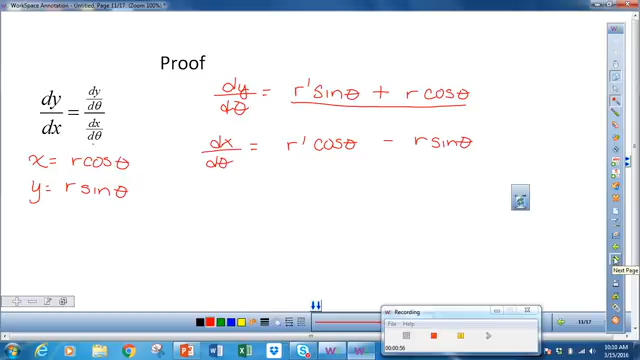 WorkSpace Annotation - Untitled, Page 11/17 (Zoom 100%)
Proof
dy/dx = (dy/dθ)/(dx/dθ)
dy/dθ = r'sinθ + r cosθ
dx/dθ = r' cosθ - r sinθ
x = r cosθ
y = r sinθ
Next Page
11/17
Recording
File Help
00:00:56
10:10 AM
3/15/2016